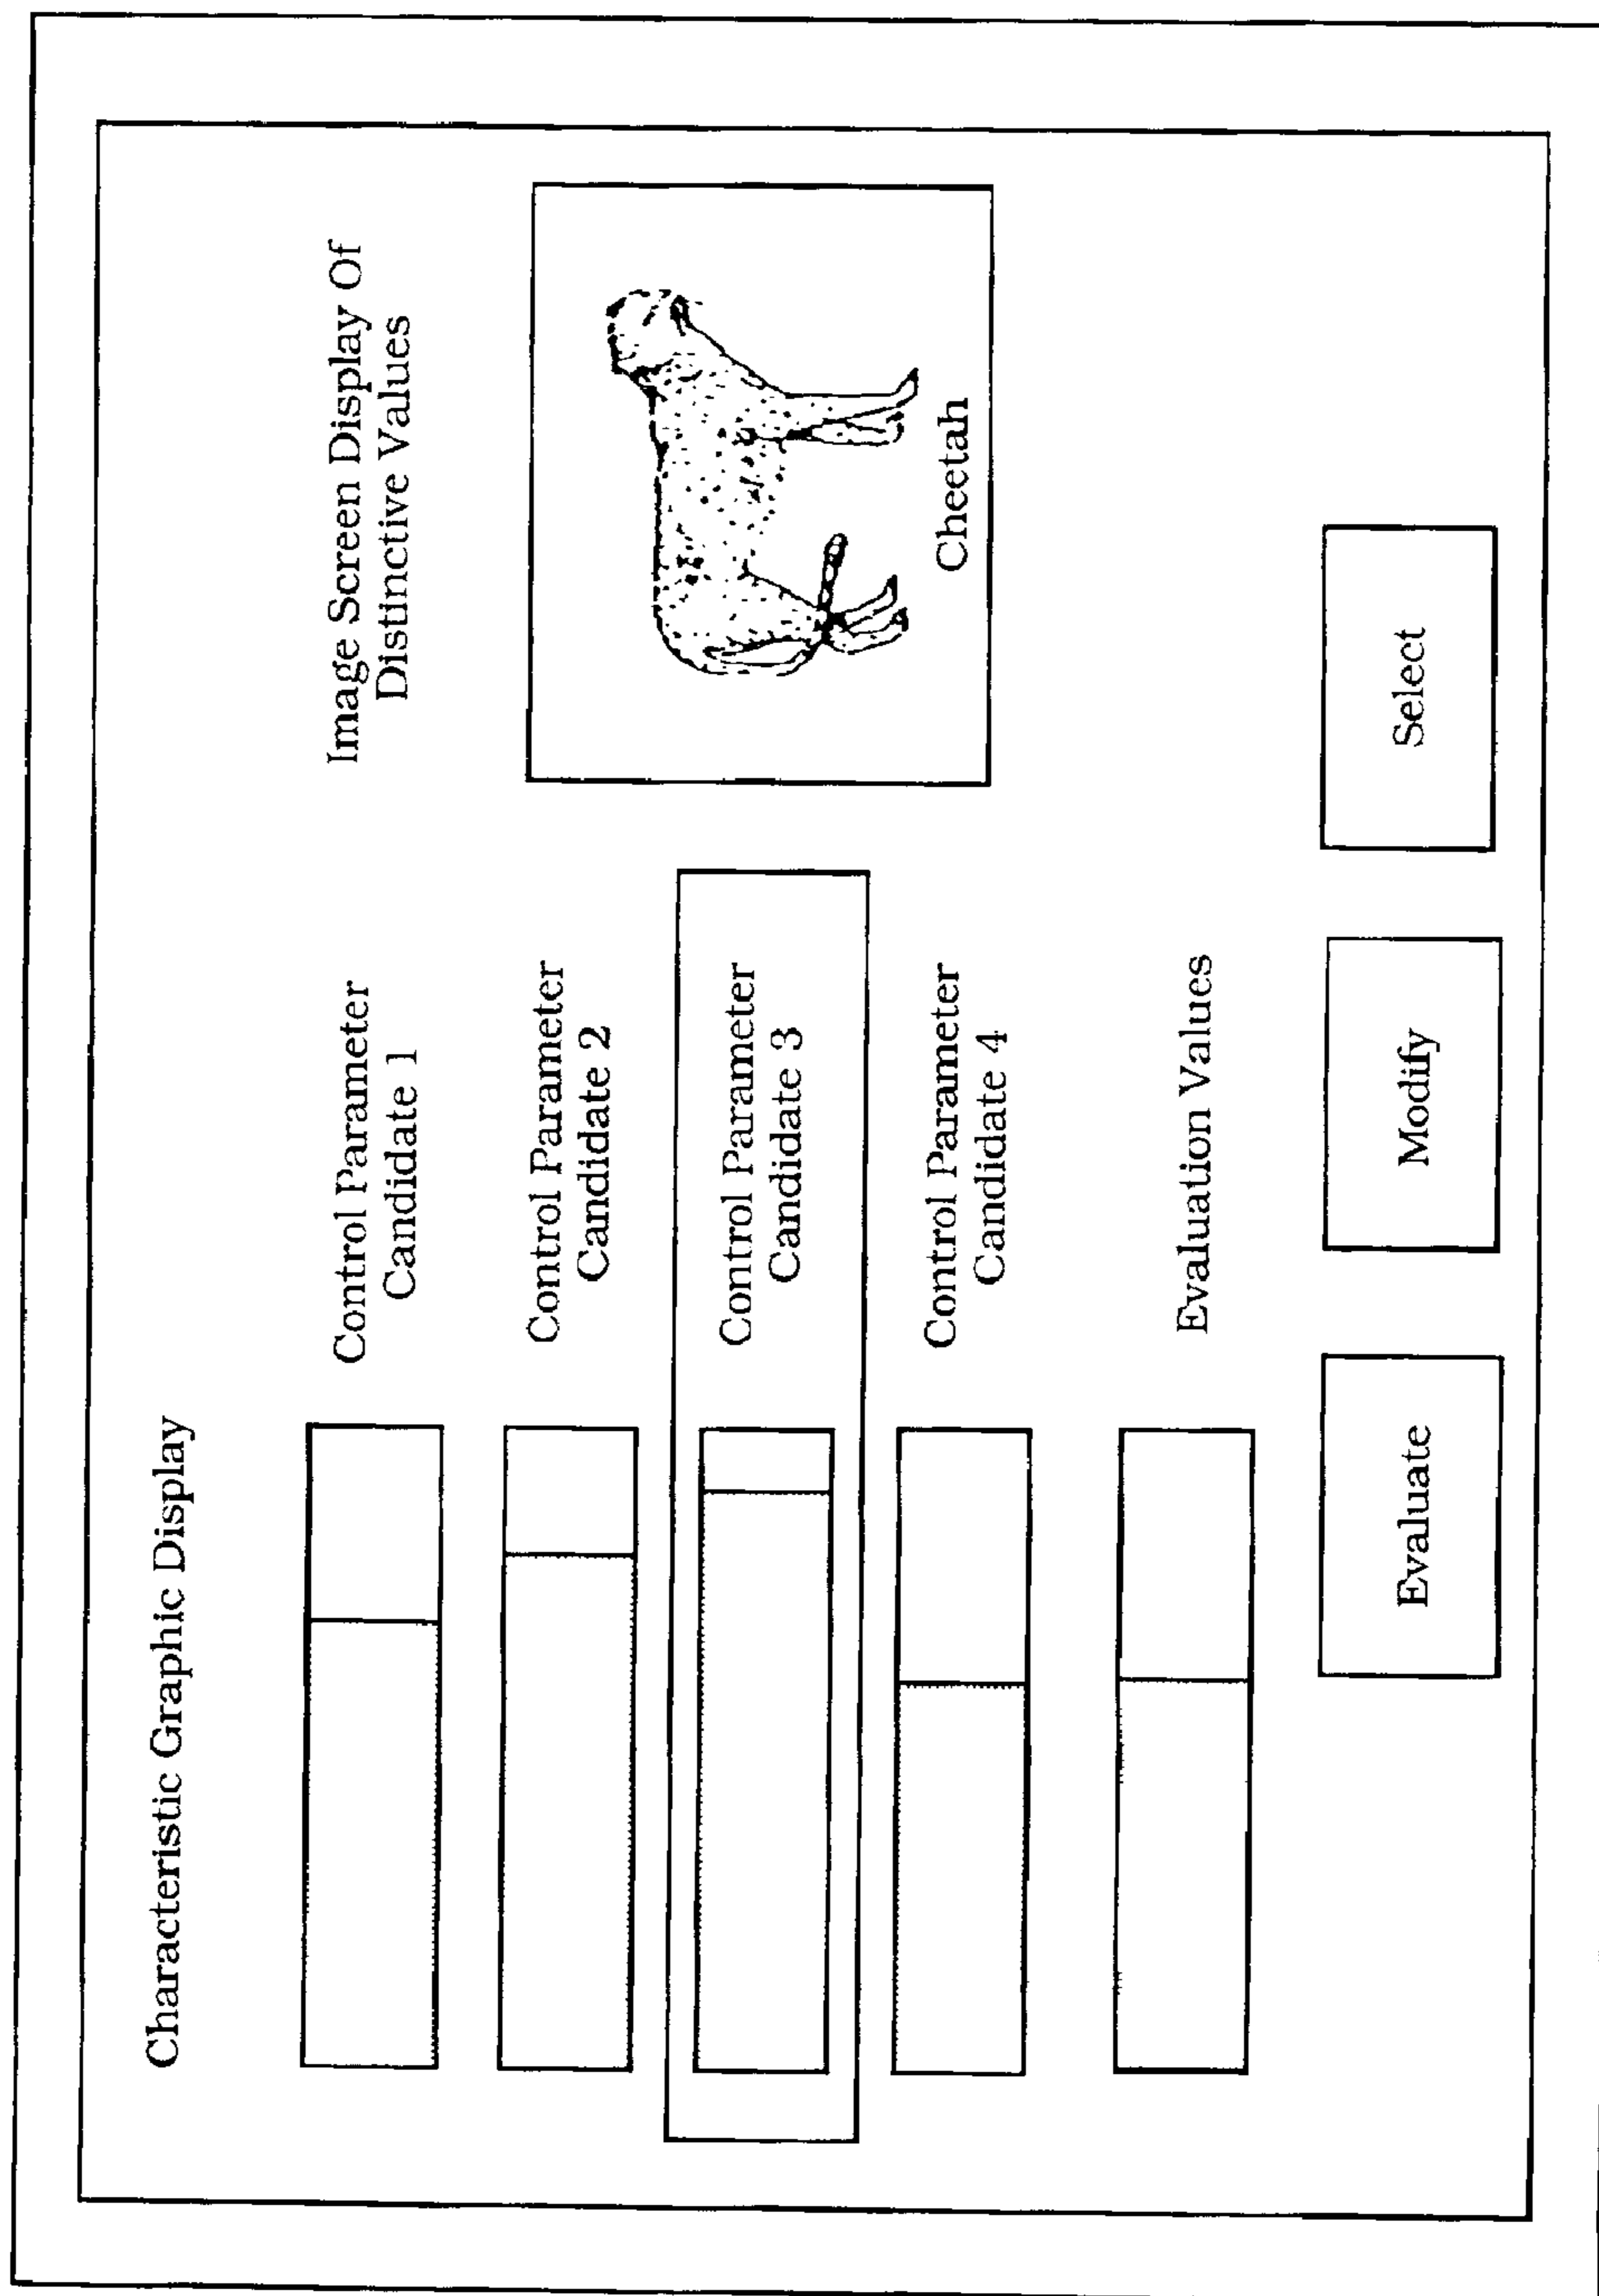 Characteristic Graphic Display
Control Parameter
Candidate 1
Control Parameter
Candidate 2
Control Parameter
Candidate 3
Control Parameter
Candidate 4
Evaluation Values
Image Screen Display Of
Distinctive Values
Cheetah
Evaluate
Modify
Select